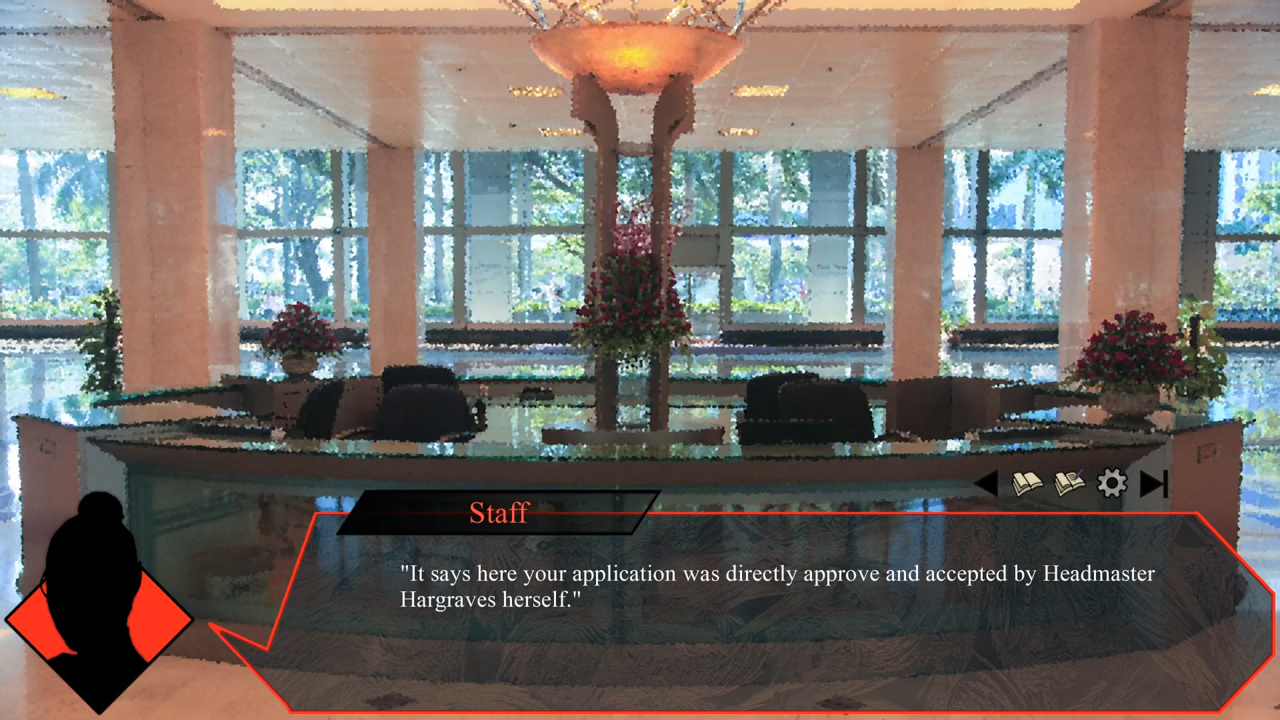 Staff
"It says here your application was directly approve and accepted by Headmaster
Hargraves herself."